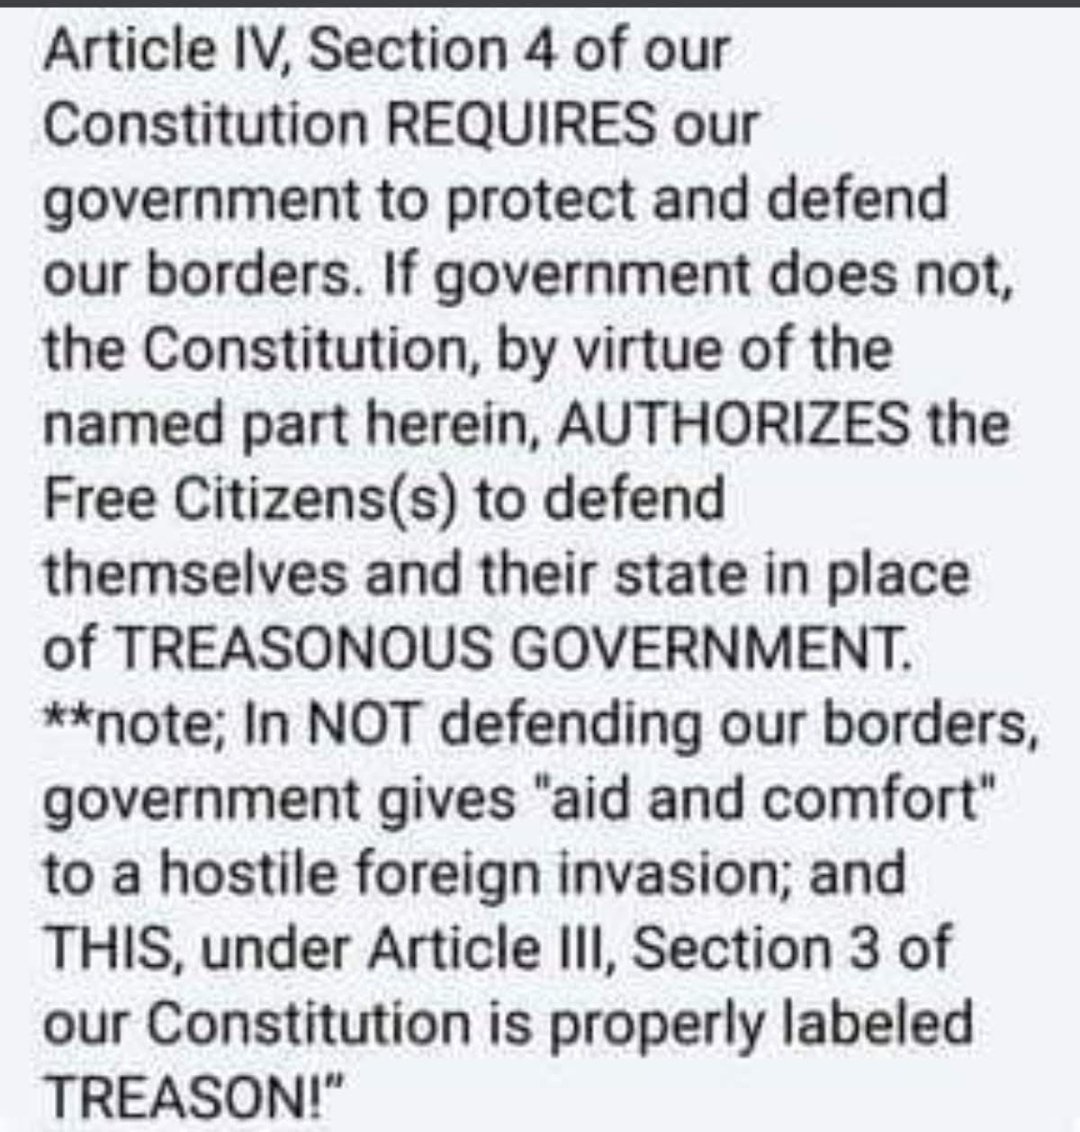 Article IV, Section 4 of our
Constitution REQUIRES our
government to protect and defend
our borders. If government does not,
the Constitution, by virtue of the
named part herein, AUTHORIZES the
Free Citizens(s) to defend
themselves and their state in place
of TREASONOUS GOVERNMENT.
**note; In NOT defending our borders,
government gives "aid and comfort"
to a hostile foreign invasion; and
THIS, under Article III, Section 3 of
our Constitution is properly labeled
TREASON!”